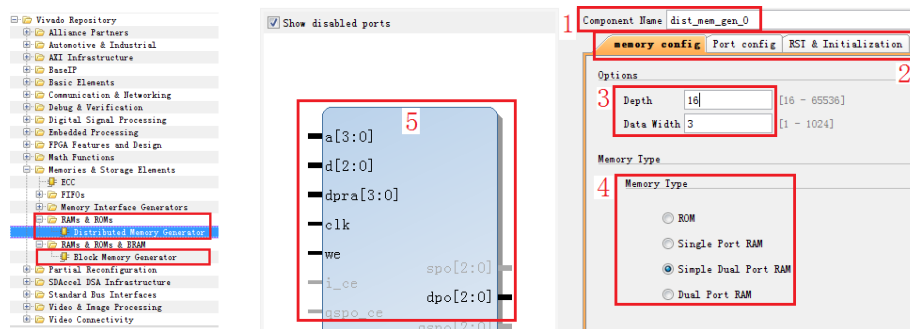 Vivado Repository
Alliance Partners
Automotive & Industrial
AXI Infrastructure
BaseIP
Basic Elements
Communication & Networking
Debug & Verification
Digital Signal Processing
Embedded Processing
FPGA Features and Design
Math Functions
Memories & Storage Elements
ECC
FIFOs
Memory Interface Generators
RAMs & ROMs
Distributed Memory Generator
RAMs & ROMs & BRAM
Block Memory Generator
Partial Reconfiguration
SDAccel DSA Infrastructure
Standard Bus Interfaces
Video & Image Processing
Video Connectivity
Show disabled ports
5
a[3:0]
d[2:0]
dpra[3:0]
clk
we
spo[2:0]
i_ce
dpo[2:0]
qspo_ce
qspo[2:0]
1
Component Name dist_mem_gen_0
memory config Port config RST & Initialization
2
Options
3
Depth 16 [16 - 65536]
Data Width 3 [1 - 1024]
Memory Type
4 Memory Type
ROM
Single Port RAM
Simple Dual Port RAM
Dual Port RAM